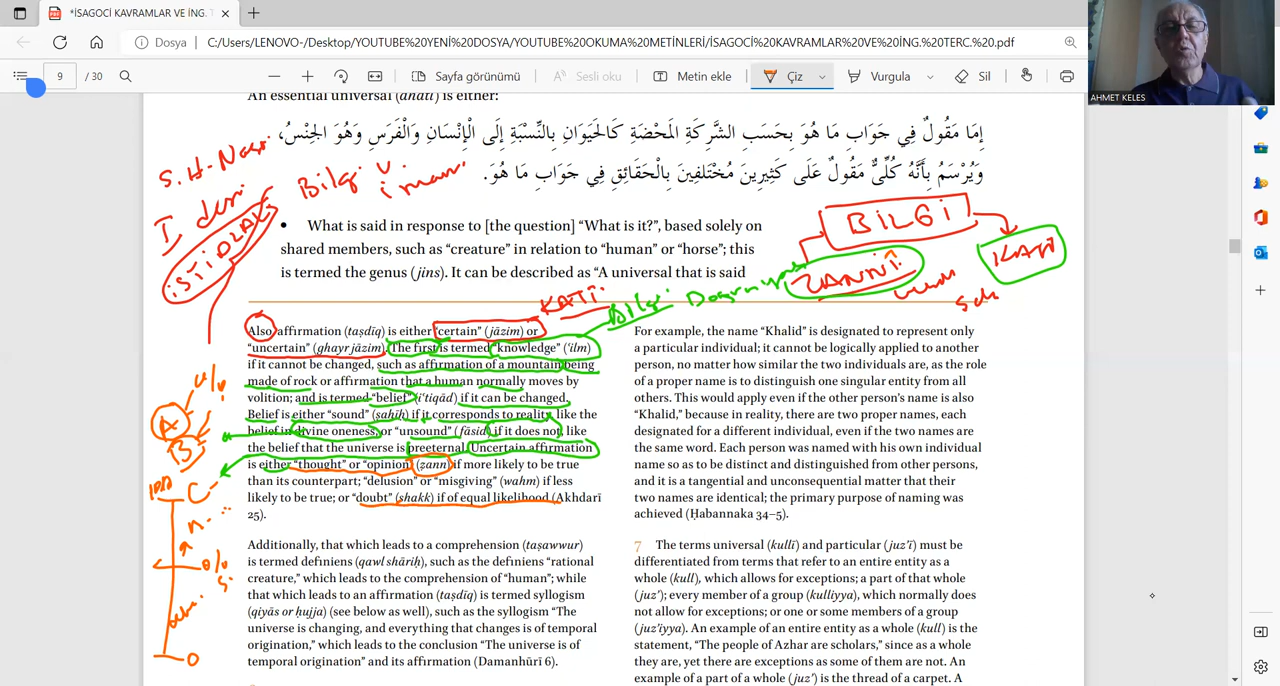 *İSAGOCİ KAVRAMLAR VE İNG. TERC
Dosya
C:/Users/LENOVO-/Desktop/YOUTUBE%20YENİ%20DOSYA/YOUTUBE%20OKUMA%20METİNLERİ/İSAGOCİ%20KAVRAMLAR%20VE%20İNG.%20TERC.%20.pdf
9 / 30
Sayfa görünümü
Sesli oku
Metin ekle
Çiz
Vurgula
Sil
AHMET KELES
An essential universal (dhātī) is either:
إِمَّا مَقُولٌ فِي جَوَابِ مَا هُوَ بِحَسَبِ الشَّرِكَةِ المَحْضَةِ كَالحَيَوَانِ بِالنِّسْبَةِ إِلَى الْإِنْسَانِ وَالْفَرَسِ وَهُوَ الجِنْسُ،
وَيُرْسَمُ بِأَنَّهُ كُلِّيٌّ مَقُولٌ عَلَى كَثِيرِينَ مُخْتَلِفِينَ بِالْحَقَائِقِ فِي جَوَابِ مَا هُوَ.
Bilgi
BİLGİ
KATİ
ZANNİ
KATİ
Bilgi
• What is said in response to [the question] “What is it?”, based solely on
shared members, such as “creature” in relation to “human” or “horse”; this
is termed the genus (jins). It can be described as “A universal that is said
Also affirmation (taṣdīq) is either “certain” (jāzim) or
“uncertain” (ghayr jāzim). The first is termed “knowledge” (ʿilm)
if it cannot be changed, such as affirmation of a mountain being
made of rock or affirmation that a human normally moves by
volition; and is termed “belief” (iʿtiqād) if it can be changed.
Belief is either “sound” (ṣaḥīḥ) if it corresponds to reality, like the
belief in divine oneness, or “unsound” (fāsid) if it does not, like
the belief that the universe is preeternal. Uncertain affirmation
is either “thought” or “opinion” (ẓann) if more likely to be true
than its counterpart; “delusion” or “misgiving” (wahm) if less
likely to be true; or “doubt” (shakk) if of equal likelihood (Akhḍarī
25).
Additionally, that which leads to a comprehension (taṣawwur)
is termed definiens (qawl shāriḥ), such as the definiens “rational
creature,” which leads to the comprehension of “human”; while
that which leads to an affirmation (taṣdīq) is termed syllogism
(qiyās or ḥujja) (see below as well), such as the syllogism “The
universe is changing, and everything that changes is of temporal
origination,” which leads to the conclusion “The universe is of
temporal origination” and its affirmation (Damanhūrī 6).
A
B
C
0
For example, the name “Khalid” is designated to represent only
a particular individual; it cannot be logically applied to another
person, no matter how similar the two individuals are, as the role
of a proper name is to distinguish one singular entity from all
others. This would apply even if the other person’s name is also
“Khalid,” because in reality, there are two proper names, each
designated for a different individual, even if the two names are
the same word. Each person was named with his own individual
name so as to be distinct and distinguished from other persons,
and it is a tangential and unconsequential matter that their
two names are identical; the primary purpose of naming was
achieved (Ḥabannaka 34–5).
7 The terms universal (kullī) and particular (juzʾī) must be
differentiated from terms that refer to an entire entity as a
whole (kull), which allows for exceptions; a part of that whole
(juzʾ); every member of a group (kulliyya), which normally does
not allow for exceptions; or one or some members of a group
(juzʾiyya). An example of an entire entity as a whole (kull) is the
statement, “The people of Azhar are scholars,” since as a whole
they are, yet there are exceptions as some of them are not. An
example of a part of a whole (juzʾ) is the thread of a carpet. A